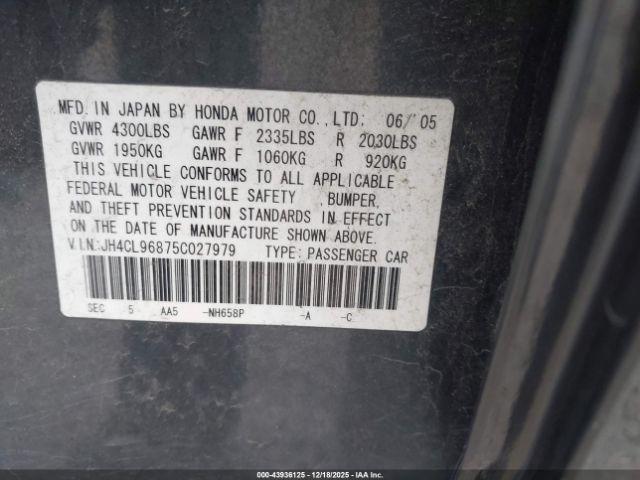 MFD. IN JAPAN BY HONDA MOTOR CO., LTD: 06/'05
GVWR 4300LBS GAWR F 2335LBS R 2030LBS
GVWR 1950KG GAWR F 1060KG R 920KG
THIS VEHICLE CONFORMS TO ALL APPLICABLE
FEDERAL MOTOR VEHICLE SAFETY, BUMPER,
AND THEFT PREVENTION STANDARDS IN EFFECT
ON THE DATE OF MANUFACTURE SHOWN ABOVE.
V.I.N:JH4CL96875C027979 TYPE: PASSENGER CAR
SEC 5 AA5 -NH658P -A -C
000-43936125 - 12/18/2025 - IAA Inc.